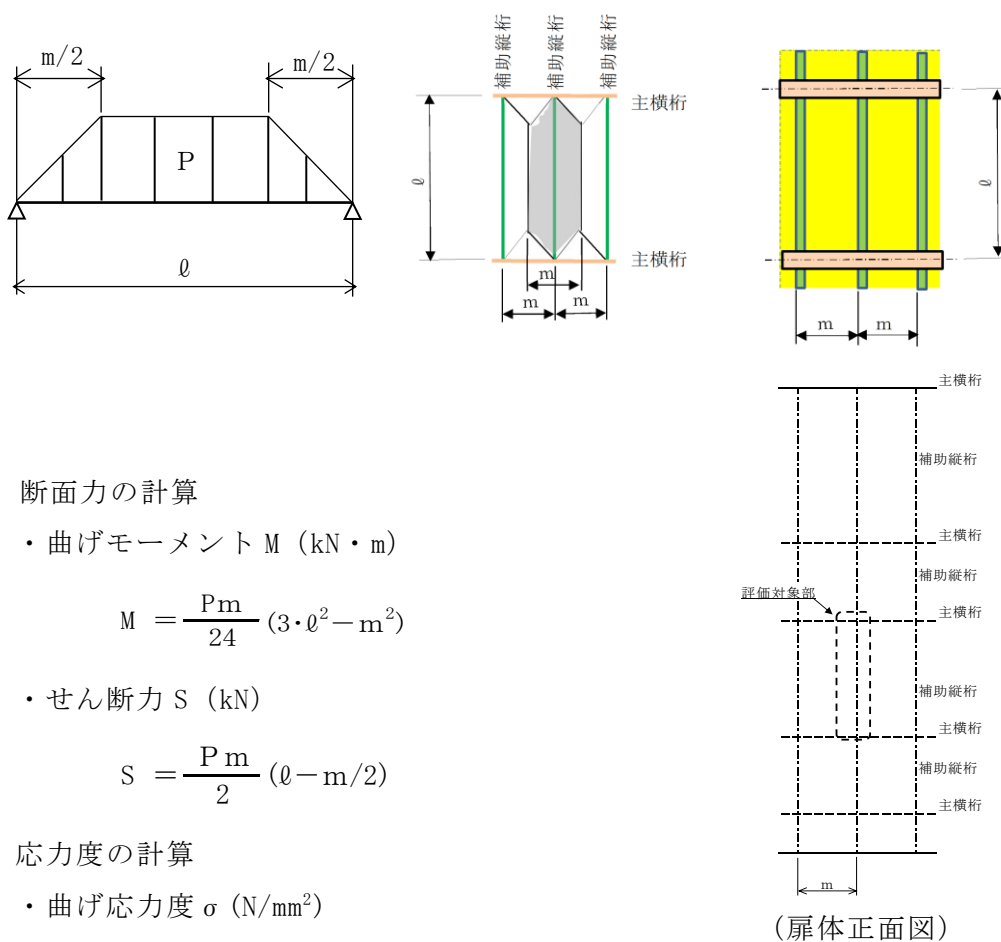 m/2
m/2
P
ℓ
補助縦桁
補助縦桁
補助縦桁
主横桁
ℓ
主横桁
m
m
m
ℓ
m
m
断面力の計算
・曲げモーメント M (kN・m)
M ＝ Pm/24 (3・ℓ²－m²)
・せん断力 S (kN)
S ＝ Pm/2 (ℓ－m/2)
応力度の計算
・曲げ応力度 σ (N/mm²)
主横桁
補助縦桁
主横桁
補助縦桁
評価対象部
主横桁
補助縦桁
主横桁
補助縦桁
主横桁
m
(扉体正面図)